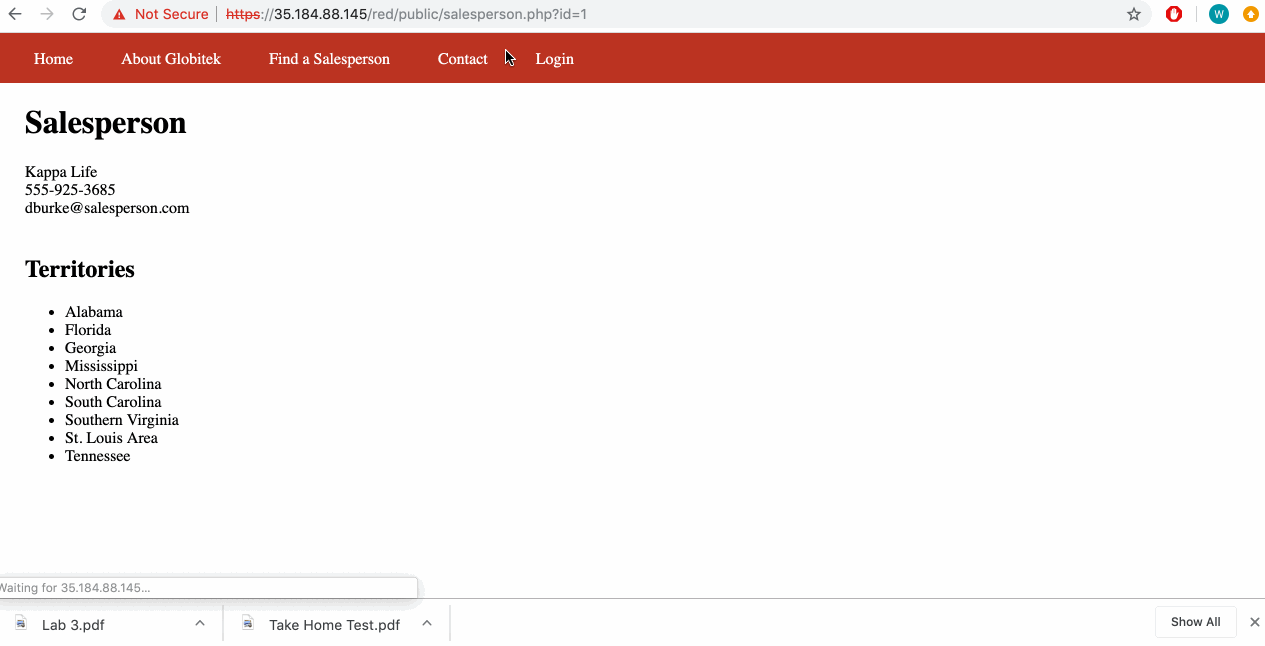 Not Secure | https://35.184.88.145/red/public/salesperson.php?id=1
W
Home About Globitek Find a Salesperson Contact Login
Salesperson
Kappa Life
555-925-3685
dburke@salesperson.com
Territories
• Alabama
• Florida
• Georgia
• Mississippi
• North Carolina
• South Carolina
• Southern Virginia
• St. Louis Area
• Tennessee
Waiting for 35.184.88.145...
Lab 3.pdf Take Home Test.pdf Show All